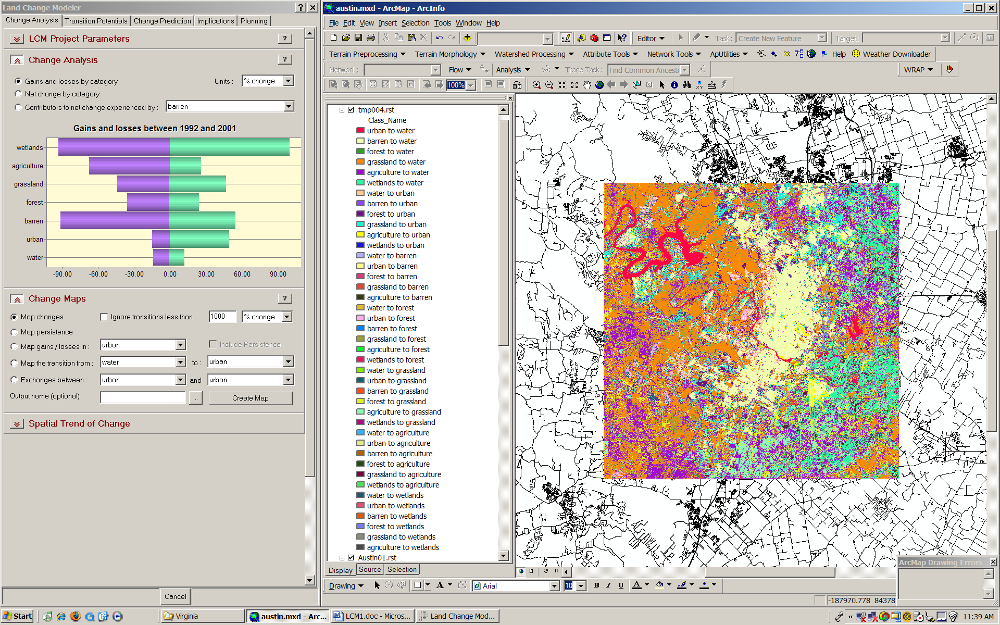 Land Change Modeler
Change Analysis Transition Potentials Change Prediction Implications Planning
LCM Project Parameters ?
Change Analysis ?
Gains and losses by category Units : % change
Net change by category
Contributors to net change experienced by : barren
Gains and losses between 1992 and 2001
wetlands
agriculture
grassland
forest
barren
urban
water
-90.00 -60.00 -30.00 0.00 30.00 60.00 90.00
Change Maps ?
Map changes Ignore transitions less than 1000 % change
Map persistence
Map gains / losses in : urban Include Persistence
Map the transition from : water to : urban
Exchanges between : urban and urban
Output name (optional) : ... Create Map
Spatial Trend of Change
Cancel
austin.mxd - ArcMap - ArcInfo
File Edit View Insert Selection Tools Window Help
Editor Task: Create New Feature Target:
Terrain Preprocessing Terrain Morphology Watershed Processing Attribute Tools Network Tools ApUtilities Help Weather Downloader
Network: Flow Analysis Trace Task: Find Common Ancest WRAP
100%
tmp004.rst
Class_Name
urban to water
barren to water
forest to water
grassland to water
agriculture to water
wetlands to water
water to urban
barren to urban
forest to urban
grassland to urban
agriculture to urban
wetlands to urban
water to barren
urban to barren
forest to barren
grassland to barren
agriculture to barren
water to forest
urban to forest
barren to forest
grassland to forest
agriculture to forest
wetlands to forest
water to grassland
urban to grassland
barren to grassland
forest to grassland
agriculture to grassland
wetlands to grassland
water to agriculture
urban to agriculture
barren to agriculture
forest to agriculture
grassland to agriculture
wetlands to agriculture
water to wetlands
urban to wetlands
barren to wetlands
forest to wetlands
grassland to wetlands
agriculture to wetlands
Austin01.rst
Display Source Selection
ArcMap Drawing Errors
Drawing A Arial 10 B I U A
-187970.778 84378
Start Virginia austin.mxd - Arc... LCM1.doc - Micros... Land Change Mod... 11:39 AM